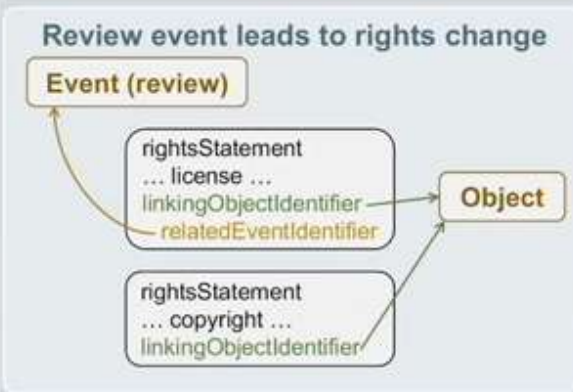 Review event leads to rights change
Event (review)
rightsStatement
… license …
linkingObjectIdentifier
relatedEventIdentifier
Object
rightsStatement
… copyright …
linkingObjectIdentifier